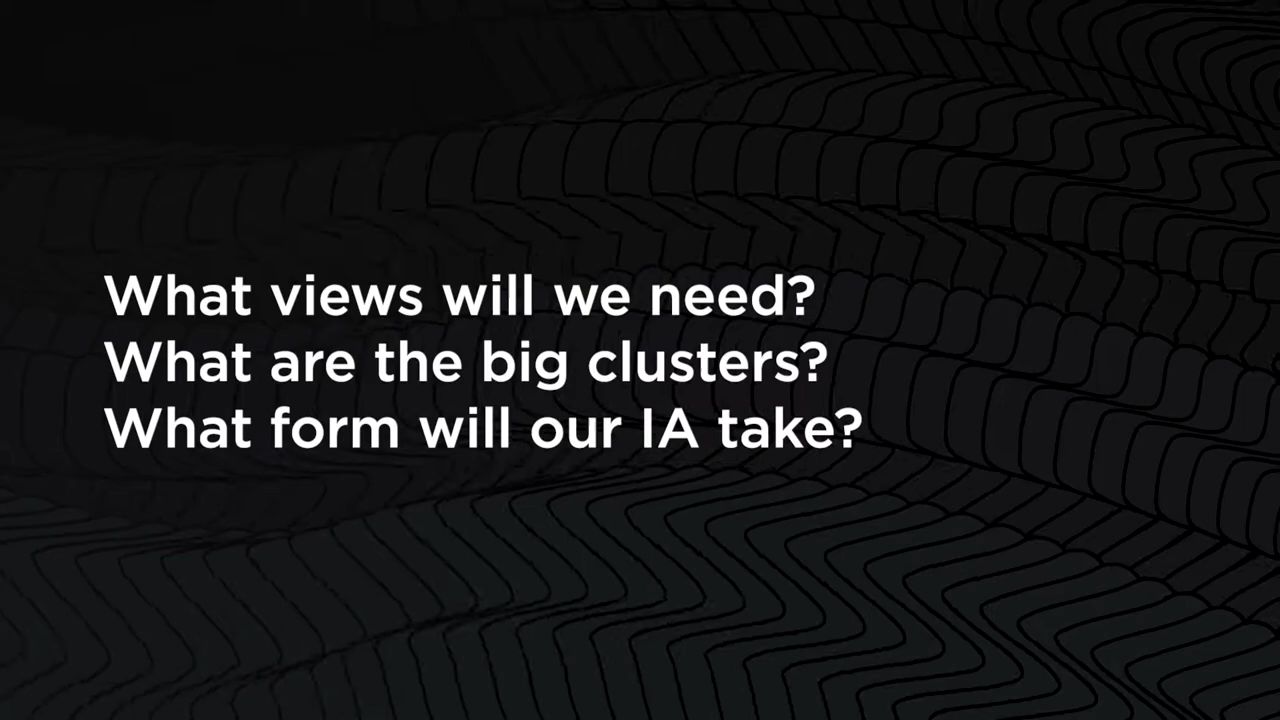 What views will we need?
What are the big clusters?
What form will our IA take?